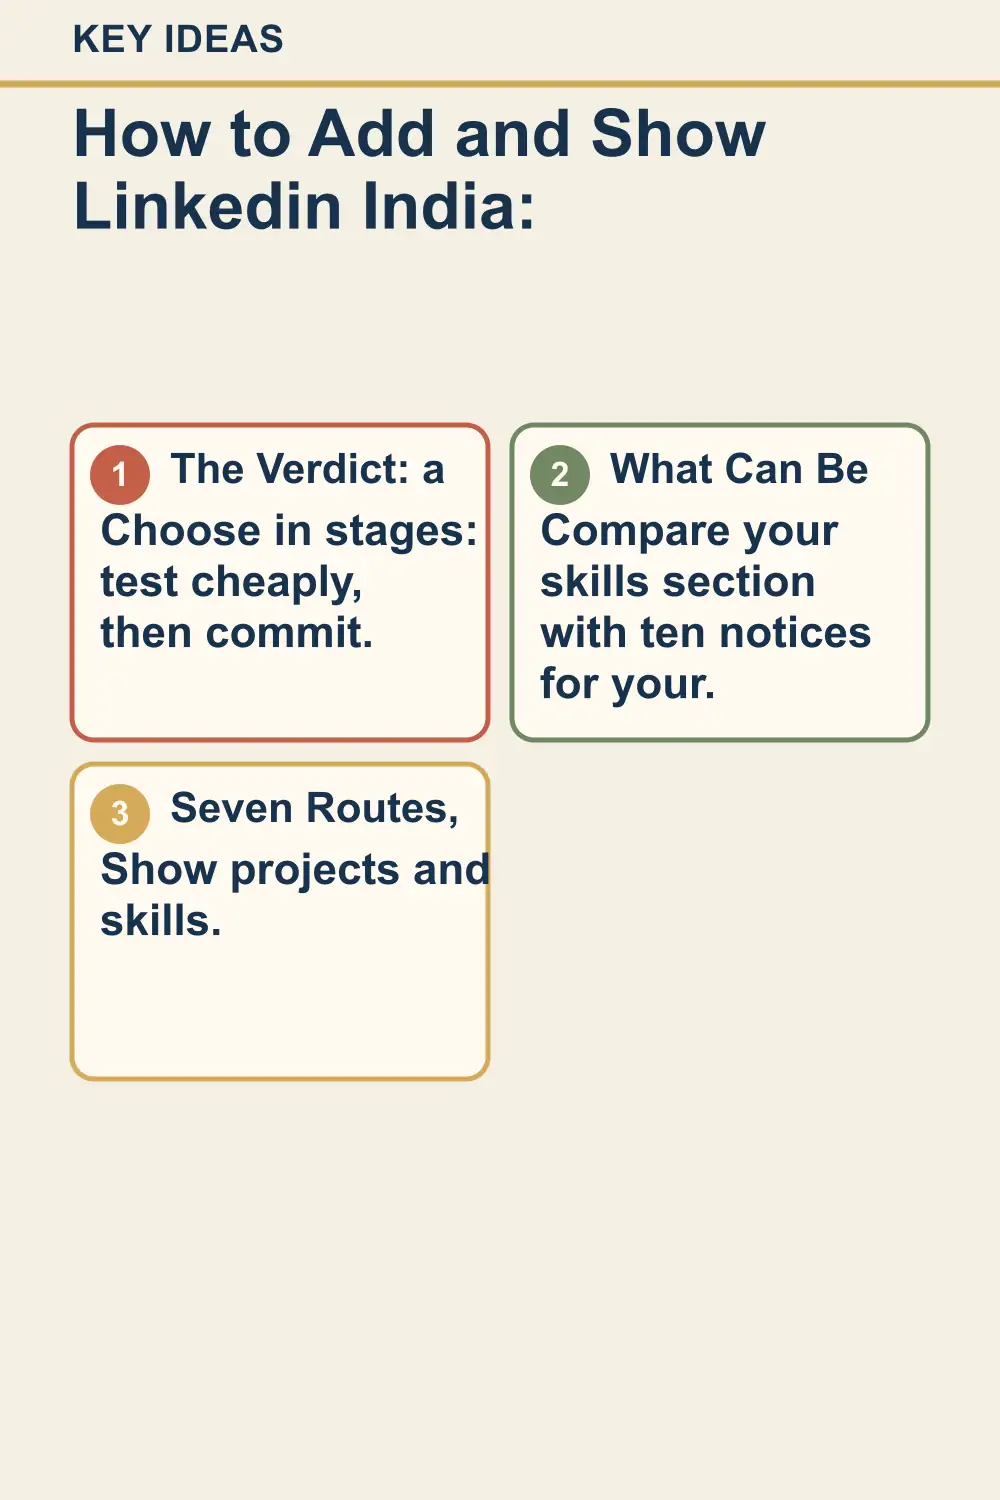 KEY IDEAS
How to Add and Show
Linkedin India:
1 The Verdict: a
Choose in stages:
test cheaply,
then commit.
2 What Can Be
Compare your
skills section
with ten notices
for your.
3 Seven Routes,
Show projects and
skills.